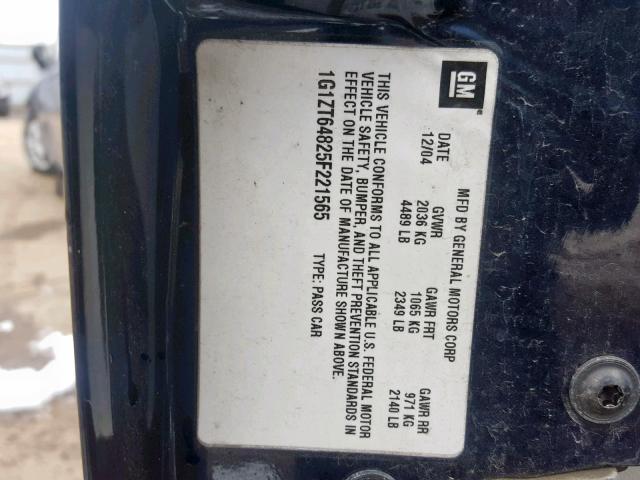 GM
MFD BY GENERAL MOTORS CORP
DATE GVWR GAWR FRT GAWR RR
12/04 2036 KG 1065 KG 971 KG
4489 LB 2349 LB 2140 LB
THIS VEHICLE CONFORMS TO ALL APPLICABLE U.S. FEDERAL MOTOR
VEHICLE SAFETY, BUMPER, AND THEFT PREVENTION STANDARDS IN
EFFECT ON THE DATE OF MANUFACTURE SHOWN ABOVE.
1G1ZT64825F221565 TYPE: PASS CAR